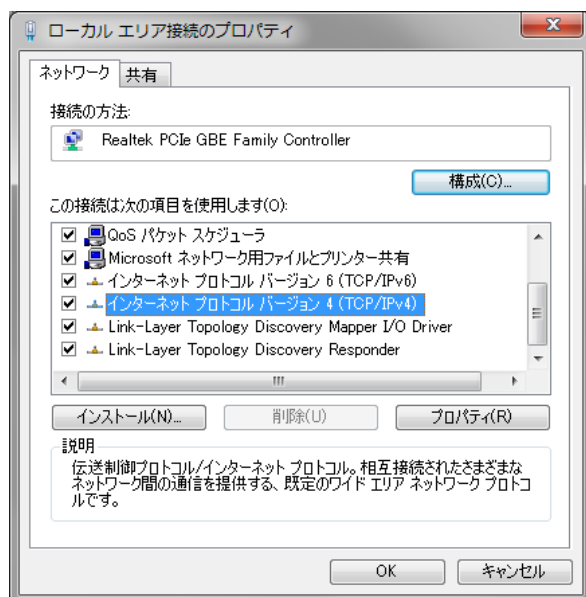 ローカル エリア接続のプロパティ
ネットワーク 共有
接続の方法:
Realtek PCIe GBE Family Controller
構成(C)...
この接続は次の項目を使用します(O):
QoS パケット スケジューラ
Microsoft ネットワーク用ファイルとプリンター共有
インターネット プロトコル バージョン 6 (TCP/IPv6)
インターネット プロトコル バージョン 4 (TCP/IPv4)
Link-Layer Topology Discovery Mapper I/O Driver
Link-Layer Topology Discovery Responder
インストール(N)... 削除(U) プロパティ(R)
説明
伝送制御プロトコル/インターネット プロトコル。相互接続されたさまざまな
ネットワーク間の通信を提供する、既定のワイド エリア ネットワーク プロトコ
ルです。
OK キャンセル